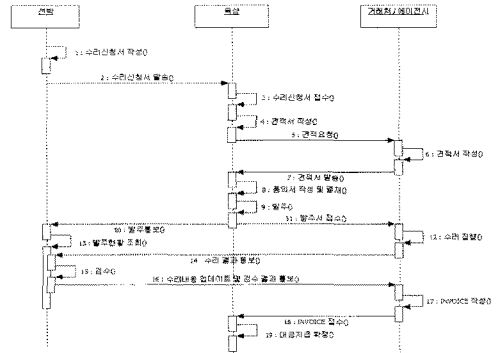 선박
육상
거래처/에이전시
1 : 수리신청서 작성()
2 : 수리신청서 발송()
3 : 수리신청서 접수()
4 : 견적서 작성()
5 : 견적요청()
6 : 견적서 작성()
7 : 견적서 발송()
8 : 품의서 작성 및 결재()
9 : 발주()
10 : 발주통보()
11 : 발주서 접수()
12 : 수리 집행()
13 : 발주현황 조회()
14 : 수리 결과 통보()
15 : 검수()
16 : 수리내용 업데이트 및 검수 결과 통보()
17 : INVOICE 작성()
18 : INVOICE 접수()
19 : 대금지급 확정()